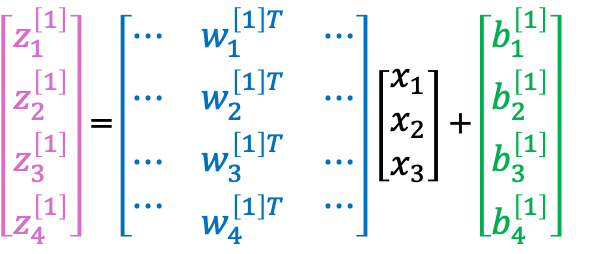 z₁^[1] ⋯ w₁^[1]T ⋯ b₁^[1]
z₂^[1] ⋯ w₂^[1]T ⋯ x₁ b₂^[1]
= x₂ +
z₃^[1] ⋯ w₃^[1]T ⋯ x₃ b₃^[1]
z₄^[1] ⋯ w₄^[1]T ⋯ b₄^[1]